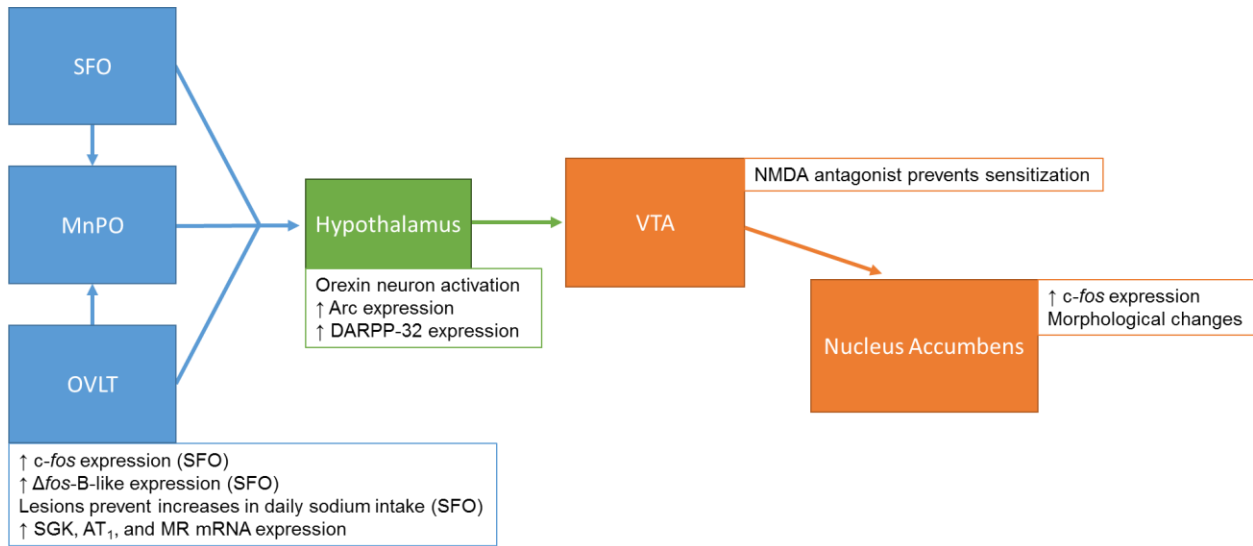 SFO
MnPO
OVLT
↑ c-fos expression (SFO)
↑ Δfos-B-like expression (SFO)
Lesions prevent increases in daily sodium intake (SFO)
↑ SGK, AT₁, and MR mRNA expression
Hypothalamus
Orexin neuron activation
↑ Arc expression
↑ DARPP-32 expression
VTA
NMDA antagonist prevents sensitization
Nucleus Accumbens
↑ c-fos expression
Morphological changes